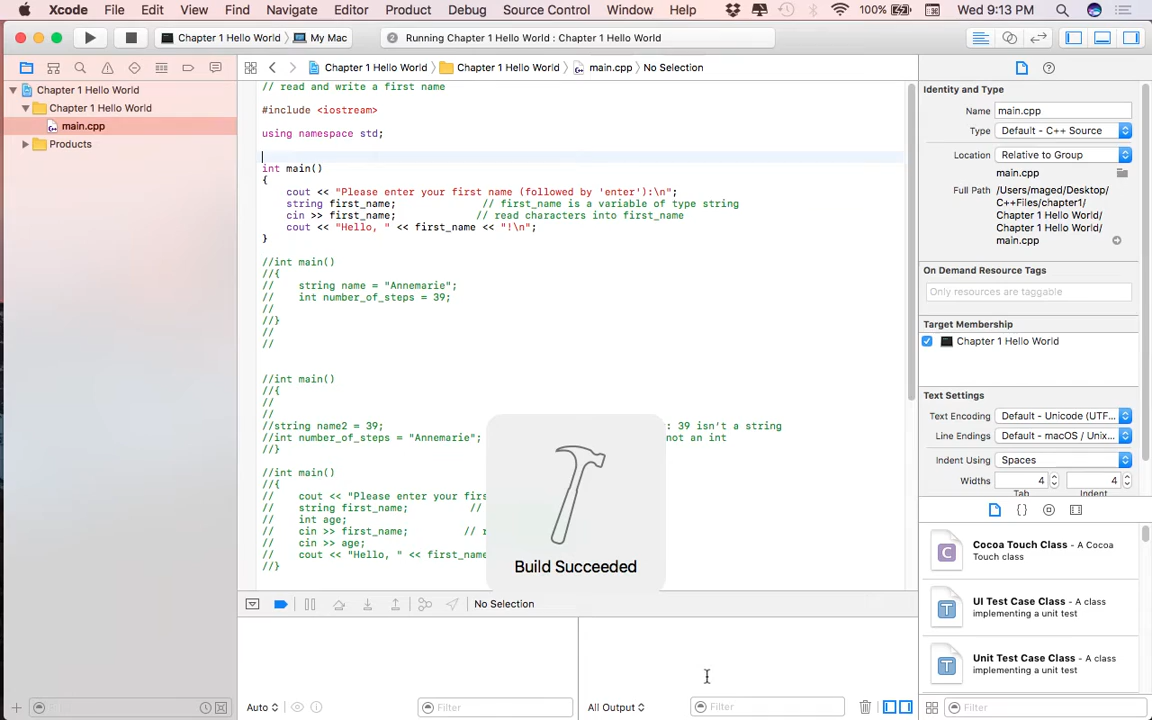 Xcode File Edit View Find Navigate Editor Product Debug Source Control Window Help 100% Wed 9:13 PM
Chapter 1 Hello World My Mac 2 Running Chapter 1 Hello World : Chapter 1 Hello World
Chapter 1 Hello World Chapter 1 Hello World main.cpp No Selection
Chapter 1 Hello World
Chapter 1 Hello World
main.cpp
Products
// read and write a first name
#include <iostream>
using namespace std;
int main()
{
cout << "Please enter your first name (followed by 'enter'):\n";
string first_name; // first_name is a variable of type string
cin >> first_name; // read characters into first_name
cout << "Hello, " << first_name << "!\n";
}
//int main()
//{
// string name = "Annemarie";
// int number_of_steps = 39;
//
//}
//
//
//int main()
//{
//
//
//string name2 = 39; : 39 isn't a string
//int number_of_steps = "Annemarie"; not an int
//}
//int main()
//{
// cout << "Please enter your firs
// string first_name; //
// int age;
// cin >> first_name; // r
// cin >> age;
// cout << "Hello, " << first_name
//}
Build Succeeded
No Selection
Auto Filter All Output Filter
Identity and Type
Name main.cpp
Type Default - C++ Source
Location Relative to Group
main.cpp
Full Path /Users/maged/Desktop/
C++Files/chapter1/
Chapter 1 Hello World/
Chapter 1 Hello World/
main.cpp
On Demand Resource Tags
Only resources are taggable
Target Membership
Chapter 1 Hello World
Text Settings
Text Encoding Default - Unicode (UTF...
Line Endings Default - macOS / Unix...
Indent Using Spaces
Widths 4 4
Tab Indent
C Cocoa Touch Class - A Cocoa
Touch class
T UI Test Case Class - A class
implementing a unit test
T Unit Test Case Class - A class
implementing a unit test
Filter